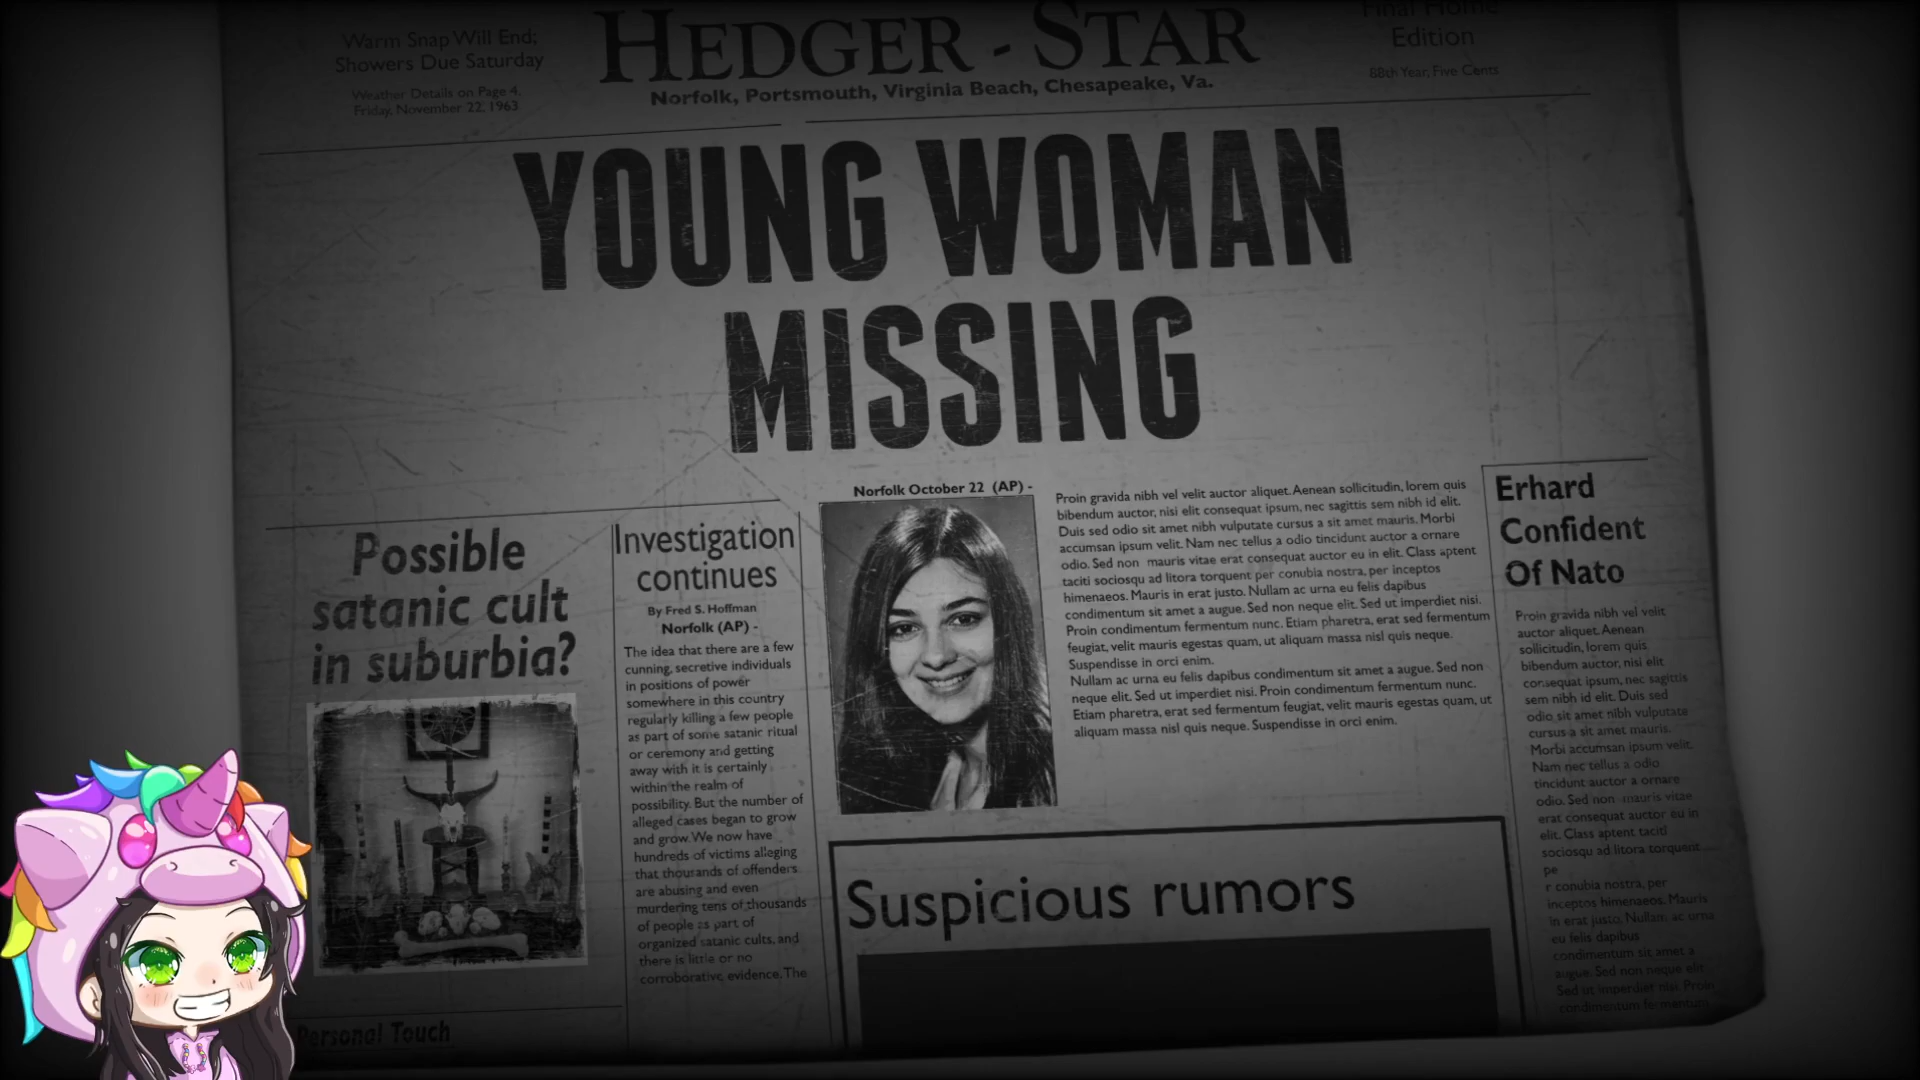 Warm Snap Will End;
Showers Due Saturday
Weather Details on Page 4.
Friday, November 22, 1963
HEDGER - STAR
Norfolk, Portsmouth, Virginia Beach, Chesapeake, Va.
Final Home
Edition
88th Year, Five Cents
YOUNG WOMAN
MISSING
Possible
satanic cult
in suburbia?
Personal Touch
Investigation
continues
By Fred S. Hoffman
Norfolk (AP) -
The idea that there are a few
cunning, secretive individuals
in positions of power
somewhere in this country
regularly killing a few people
as part of some satanic ritual
or ceremony and getting
away with it is certainly
within the realm of
possibility. But the number of
alleged cases began to grow
and grow. We now have
hundreds of victims alleging
that thousands of offenders
are abusing and even
murdering tens of thousands
of people as part of
organized satanic cults, and
there is little or no
corroborative evidence. The
Norfolk October 22 (AP) -
Proin gravida nibh vel velit auctor aliquet. Aenean sollicitudin, lorem quis
bibendum auctor, nisi elit consequat ipsum, nec sagittis sem nibh id elit.
Duis sed odio sit amet nibh vulputate cursus a sit amet mauris. Morbi
accumsan ipsum velit. Nam nec tellus a odio tincidunt auctor a ornare
odio. Sed non mauris vitae erat consequat auctor eu in elit. Class aptent
taciti sociosqu ad litora torquent per conubia nostra, per inceptos
himenaeos. Mauris in erat justo. Nullam ac urna eu felis dapibus
condimentum sit amet a augue. Sed non neque elit. Sed ut imperdiet nisi.
Proin condimentum fermentum nunc. Etiam pharetra, erat sed fermentum
feugiat, velit mauris egestas quam, ut aliquam massa nisl quis neque.
Suspendisse in orci enim.
Nullam ac urna eu felis dapibus condimentum sit amet a augue. Sed non
neque elit. Sed ut imperdiet nisi. Proin condimentum fermentum nunc.
Etiam pharetra, erat sed fermentum feugiat, velit mauris egestas quam, ut
aliquam massa nisl quis neque. Suspendisse in orci enim.
Suspicious rumors
Erhard
Confident
Of Nato
Proin gravida nibh vel velit
auctor aliquet. Aenean
sollicitudin, lorem quis
bibendum auctor, nisi elit
consequat ipsum, nec sagittis
sem nibh id elit. Duis sed
odio sit amet nibh vulputate
cursus a sit amet mauris.
Morbi accumsan ipsum velit.
Nam nec tellus a odio
tincidunt auctor a ornare
odio. Sed non mauris vitae
erat consequat auctor eu in
elit. Class aptent taciti
sociosqu ad litora torquent
pe
r conubia nostra, per
inceptos himenaeos. Mauris
in erat justo. Nullam ac urna
eu felis dapibus
condimentum sit amet a
augue. Sed non neque elit.
Sed ut imperdiet nisi. Proin
condimentum fermentum